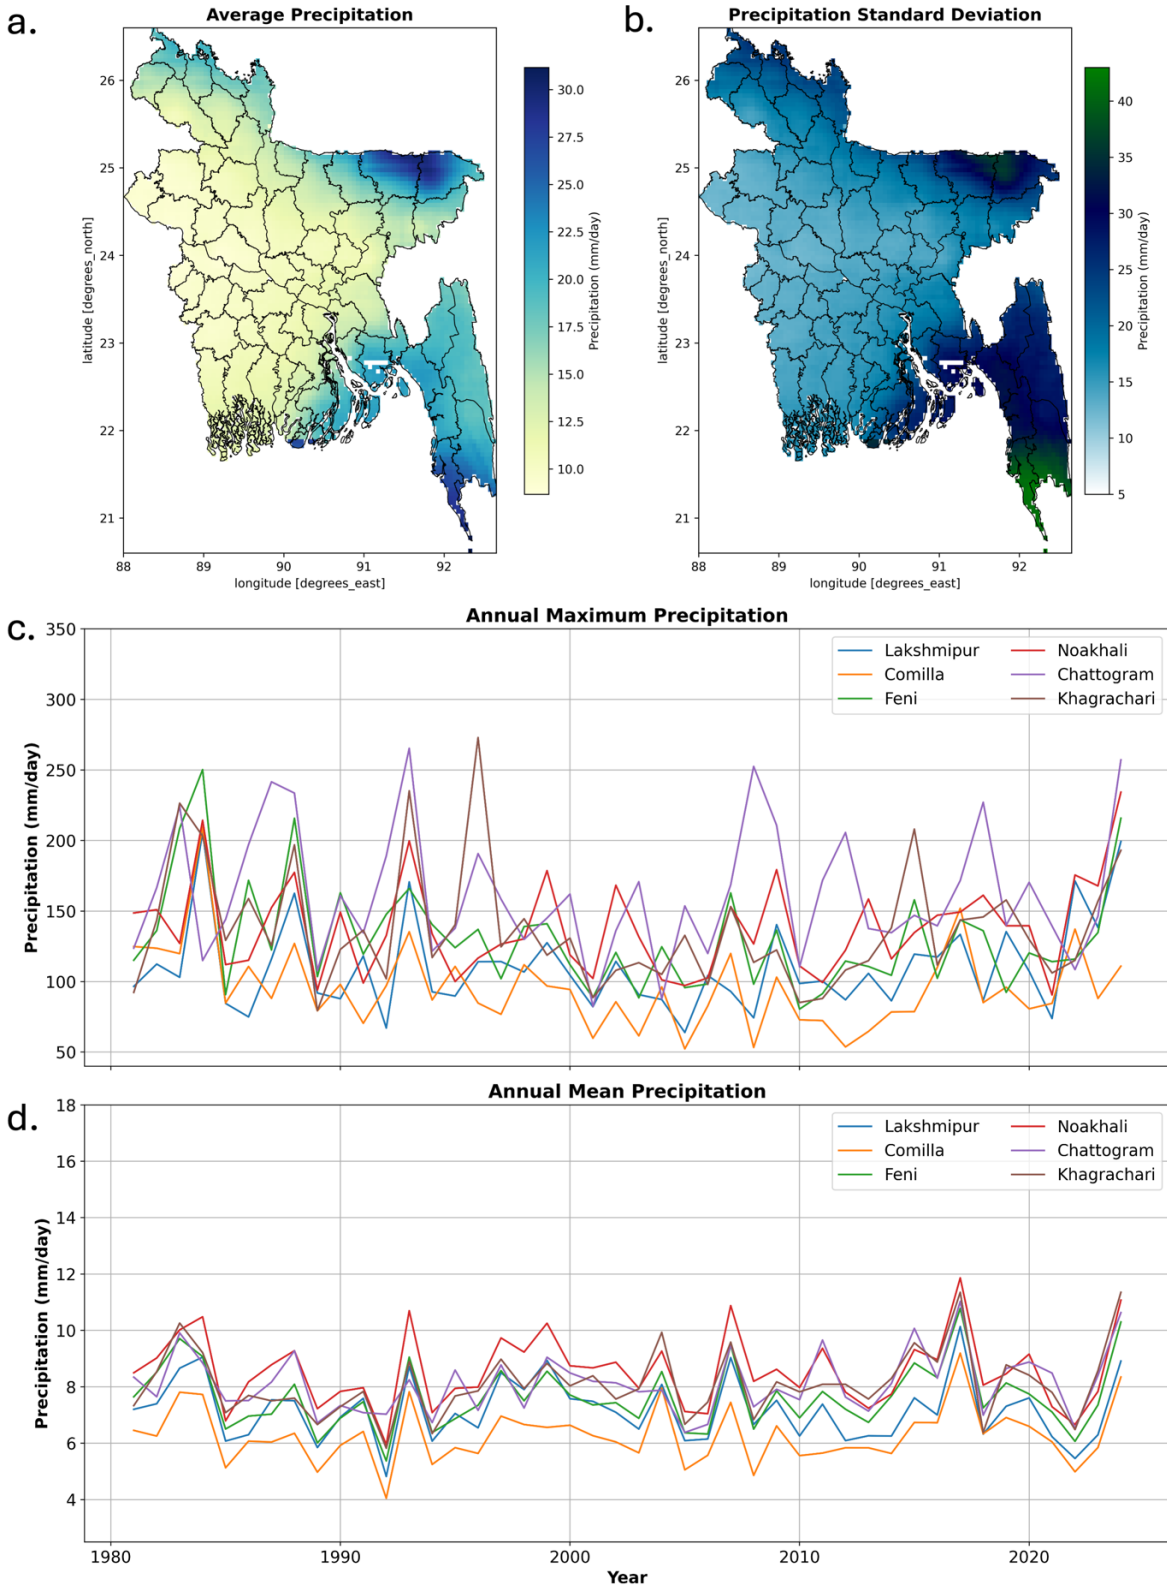 a.
Average Precipitation
26
25
24
23
22
21
88
89
90
91
92
latitude [degrees_north]
longitude [degrees_east]
30.0
27.5
25.0
22.5
20.0
17.5
15.0
12.5
10.0
Precipitation (mm/day)
b.
Precipitation Standard Deviation
26
25
24
23
22
21
88
89
90
91
92
latitude [degrees_north]
longitude [degrees_east]
40
35
30
25
20
15
10
5
Precipitation (mm/day)
c.
Annual Maximum Precipitation
350
300
250
200
150
100
50
Precipitation (mm/day)
Lakshmipur
Comilla
Feni
Noakhali
Chattogram
Khagrachari
d.
Annual Mean Precipitation
18
16
14
12
10
8
6
4
Precipitation (mm/day)
Lakshmipur
Comilla
Feni
Noakhali
Chattogram
Khagrachari
1980
1990
2000
2010
2020
Year